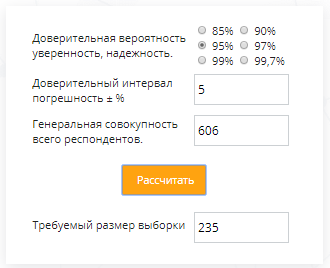 Доверительная вероятность уверенность, надежность.
85% 90%
95% 97%
99% 99,7%
Доверительный интервал
погрешность ± %
5
Генеральная совокупность
всего респондентов.
606
Рассчитать
Требуемый размер выборки
235